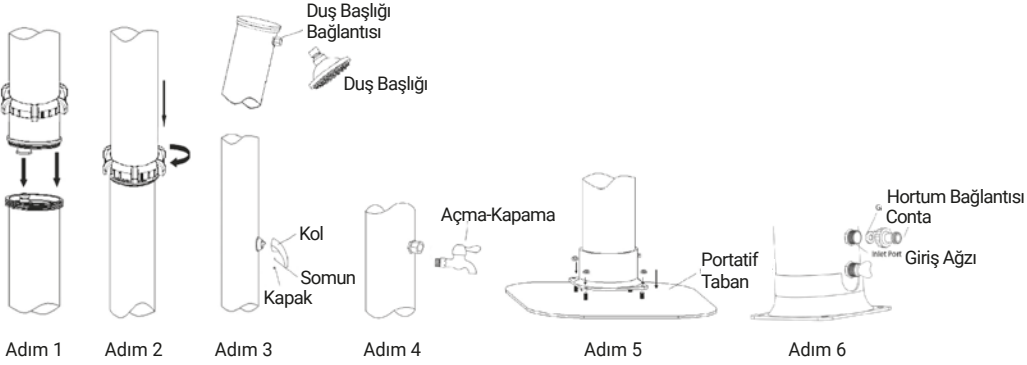 Duş Başlığı
Bağlantısı
Duş Başlığı
Kol
Somun
Kapak
Açma-Kapama
Portatif
Taban
Hortum Bağlantısı
G
Conta
Inlet Port
Giriş Ağzı
Adım 1
Adım 2
Adım 3
Adım 4
Adım 5
Adım 6